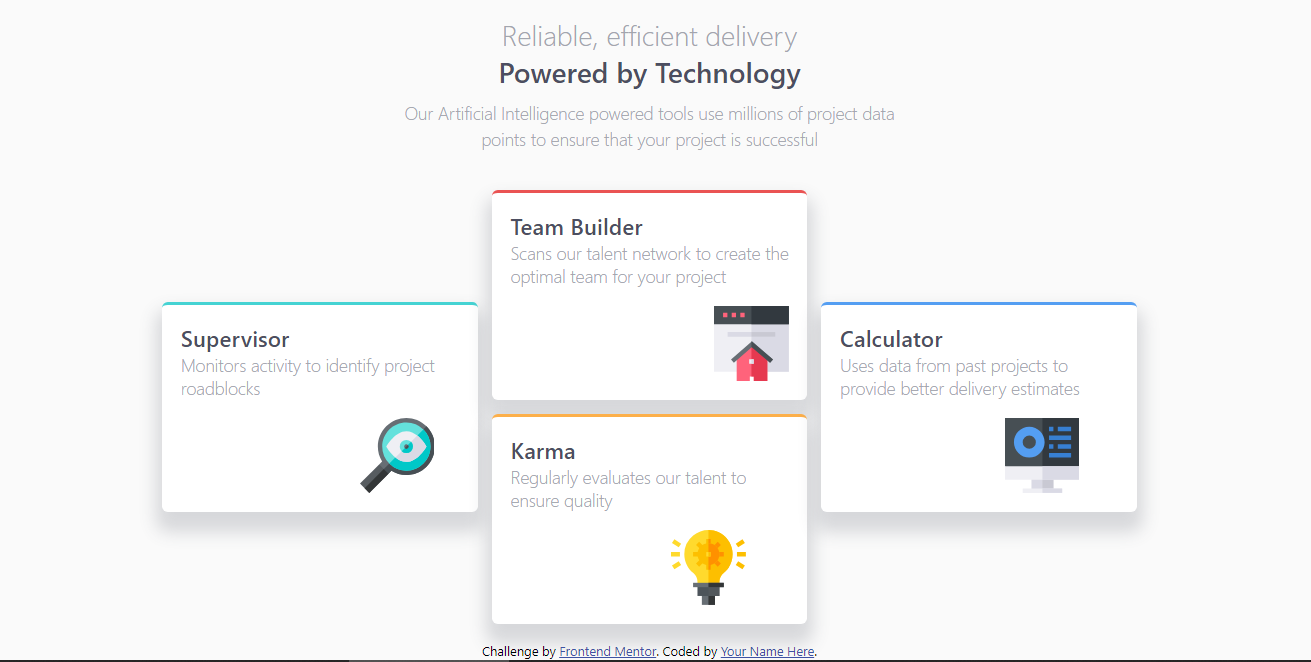 Reliable, efficient delivery
Powered by Technology
Our Artificial Intelligence powered tools use millions of project data
points to ensure that your project is successful
Team Builder
Scans our talent network to create the
optimal team for your project
Supervisor
Monitors activity to identify project
roadblocks
Calculator
Uses data from past projects to
provide better delivery estimates
Karma
Regularly evaluates our talent to
ensure quality
Challenge by Frontend Mentor. Coded by Your Name Here.